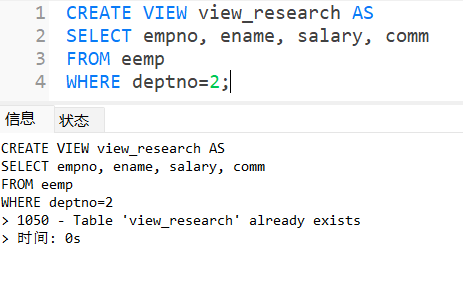 1 CREATE VIEW view_research AS
2 SELECT empno, ename, salary, comm
3 FROM eemp
4 WHERE deptno=2;
信息 状态
CREATE VIEW view_research AS
SELECT empno, ename, salary, comm
FROM eemp
WHERE deptno=2
> 1050 - Table 'view_research' already exists
> 时间: 0s